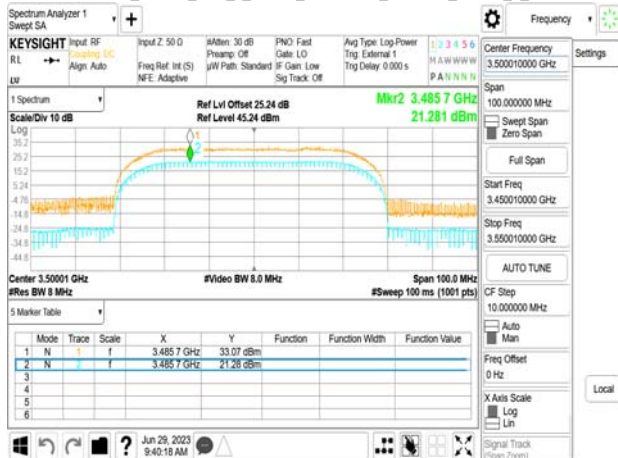 Spectrum Analyzer 1
Swept SA
+
Frequency
KEYSIGHT
RL
Input: RF
Coupling: DC
Align: Auto
Input Z: 50 Ω
Freq Ref: Int (S)
NFE: Adaptive
#Atten: 30 dB
Preamp: Off
µW Path: Standard
PNO: Fast
Gate: LO
IF Gain: Low
Sig Track: Off
Avg Type: Log-Power
Trig: External 1
Trig Delay: 0.000 s
1 2 3 4 5 6
M A W W W W
P A N N N N
1 Spectrum
Scale/Div 10 dB
Ref Lvl Offset 25.24 dB
Ref Level 45.24 dBm
Mkr2 3.485 7 GHz
21.281 dBm
Log
35.2
25.2
15.2
5.24
-4.76
-14.8
-24.8
-34.8
-44.8
1
2
Center 3.50001 GHz
#Res BW 8 MHz
#Video BW 8.0 MHz
Span 100.0 MHz
#Sweep 100 ms (1001 pts)
5 Marker Table
Mode Trace Scale X Y Function Function Width Function Value
1 N 1 f 3.485 7 GHz 33.07 dBm
2 N 2 f 3.485 7 GHz 21.28 dBm
3
4
5
6
?
Jun 29, 2023
9:40:18 AM
Center Frequency
3.500010000 GHz
Settings
Span
100.000000 MHz
Swept Span
Zero Span
Full Span
Start Freq
3.450010000 GHz
Stop Freq
3.550010000 GHz
AUTO TUNE
CF Step
10.000000 MHz
Auto
Man
Freq Offset
0 Hz
X Axis Scale
Log
Lin
Local
Signal Track
(Span Zoom)